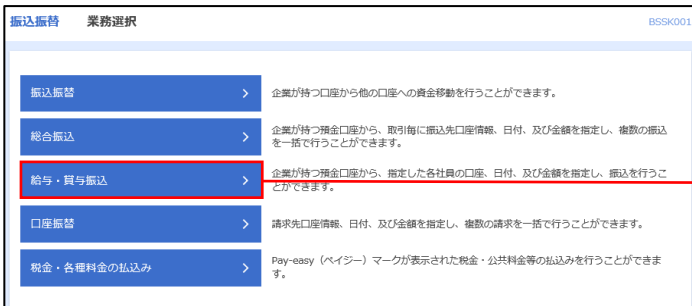 振込振替 業務選択 BSSK001
振込振替 企業が持つ口座から他の口座への資金移動を行うことができます。
総合振込 企業が持つ預金口座から、取引毎に振込先口座情報、日付、及び金額を指定し、複数の振込
を一括で行うことができます。
給与・賞与振込 企業が持つ預金口座から、指定した各社員の口座、日付、及び金額を指定し、振込を行うこ
とができます。
口座振替 請求先口座情報、日付、及び金額を指定し、複数の請求を一括で行うことができます。
税金・各種料金の払込み Pay-easy（ペイジー）マークが表示された税金・公共料金等の払込みを行うことができま
す。